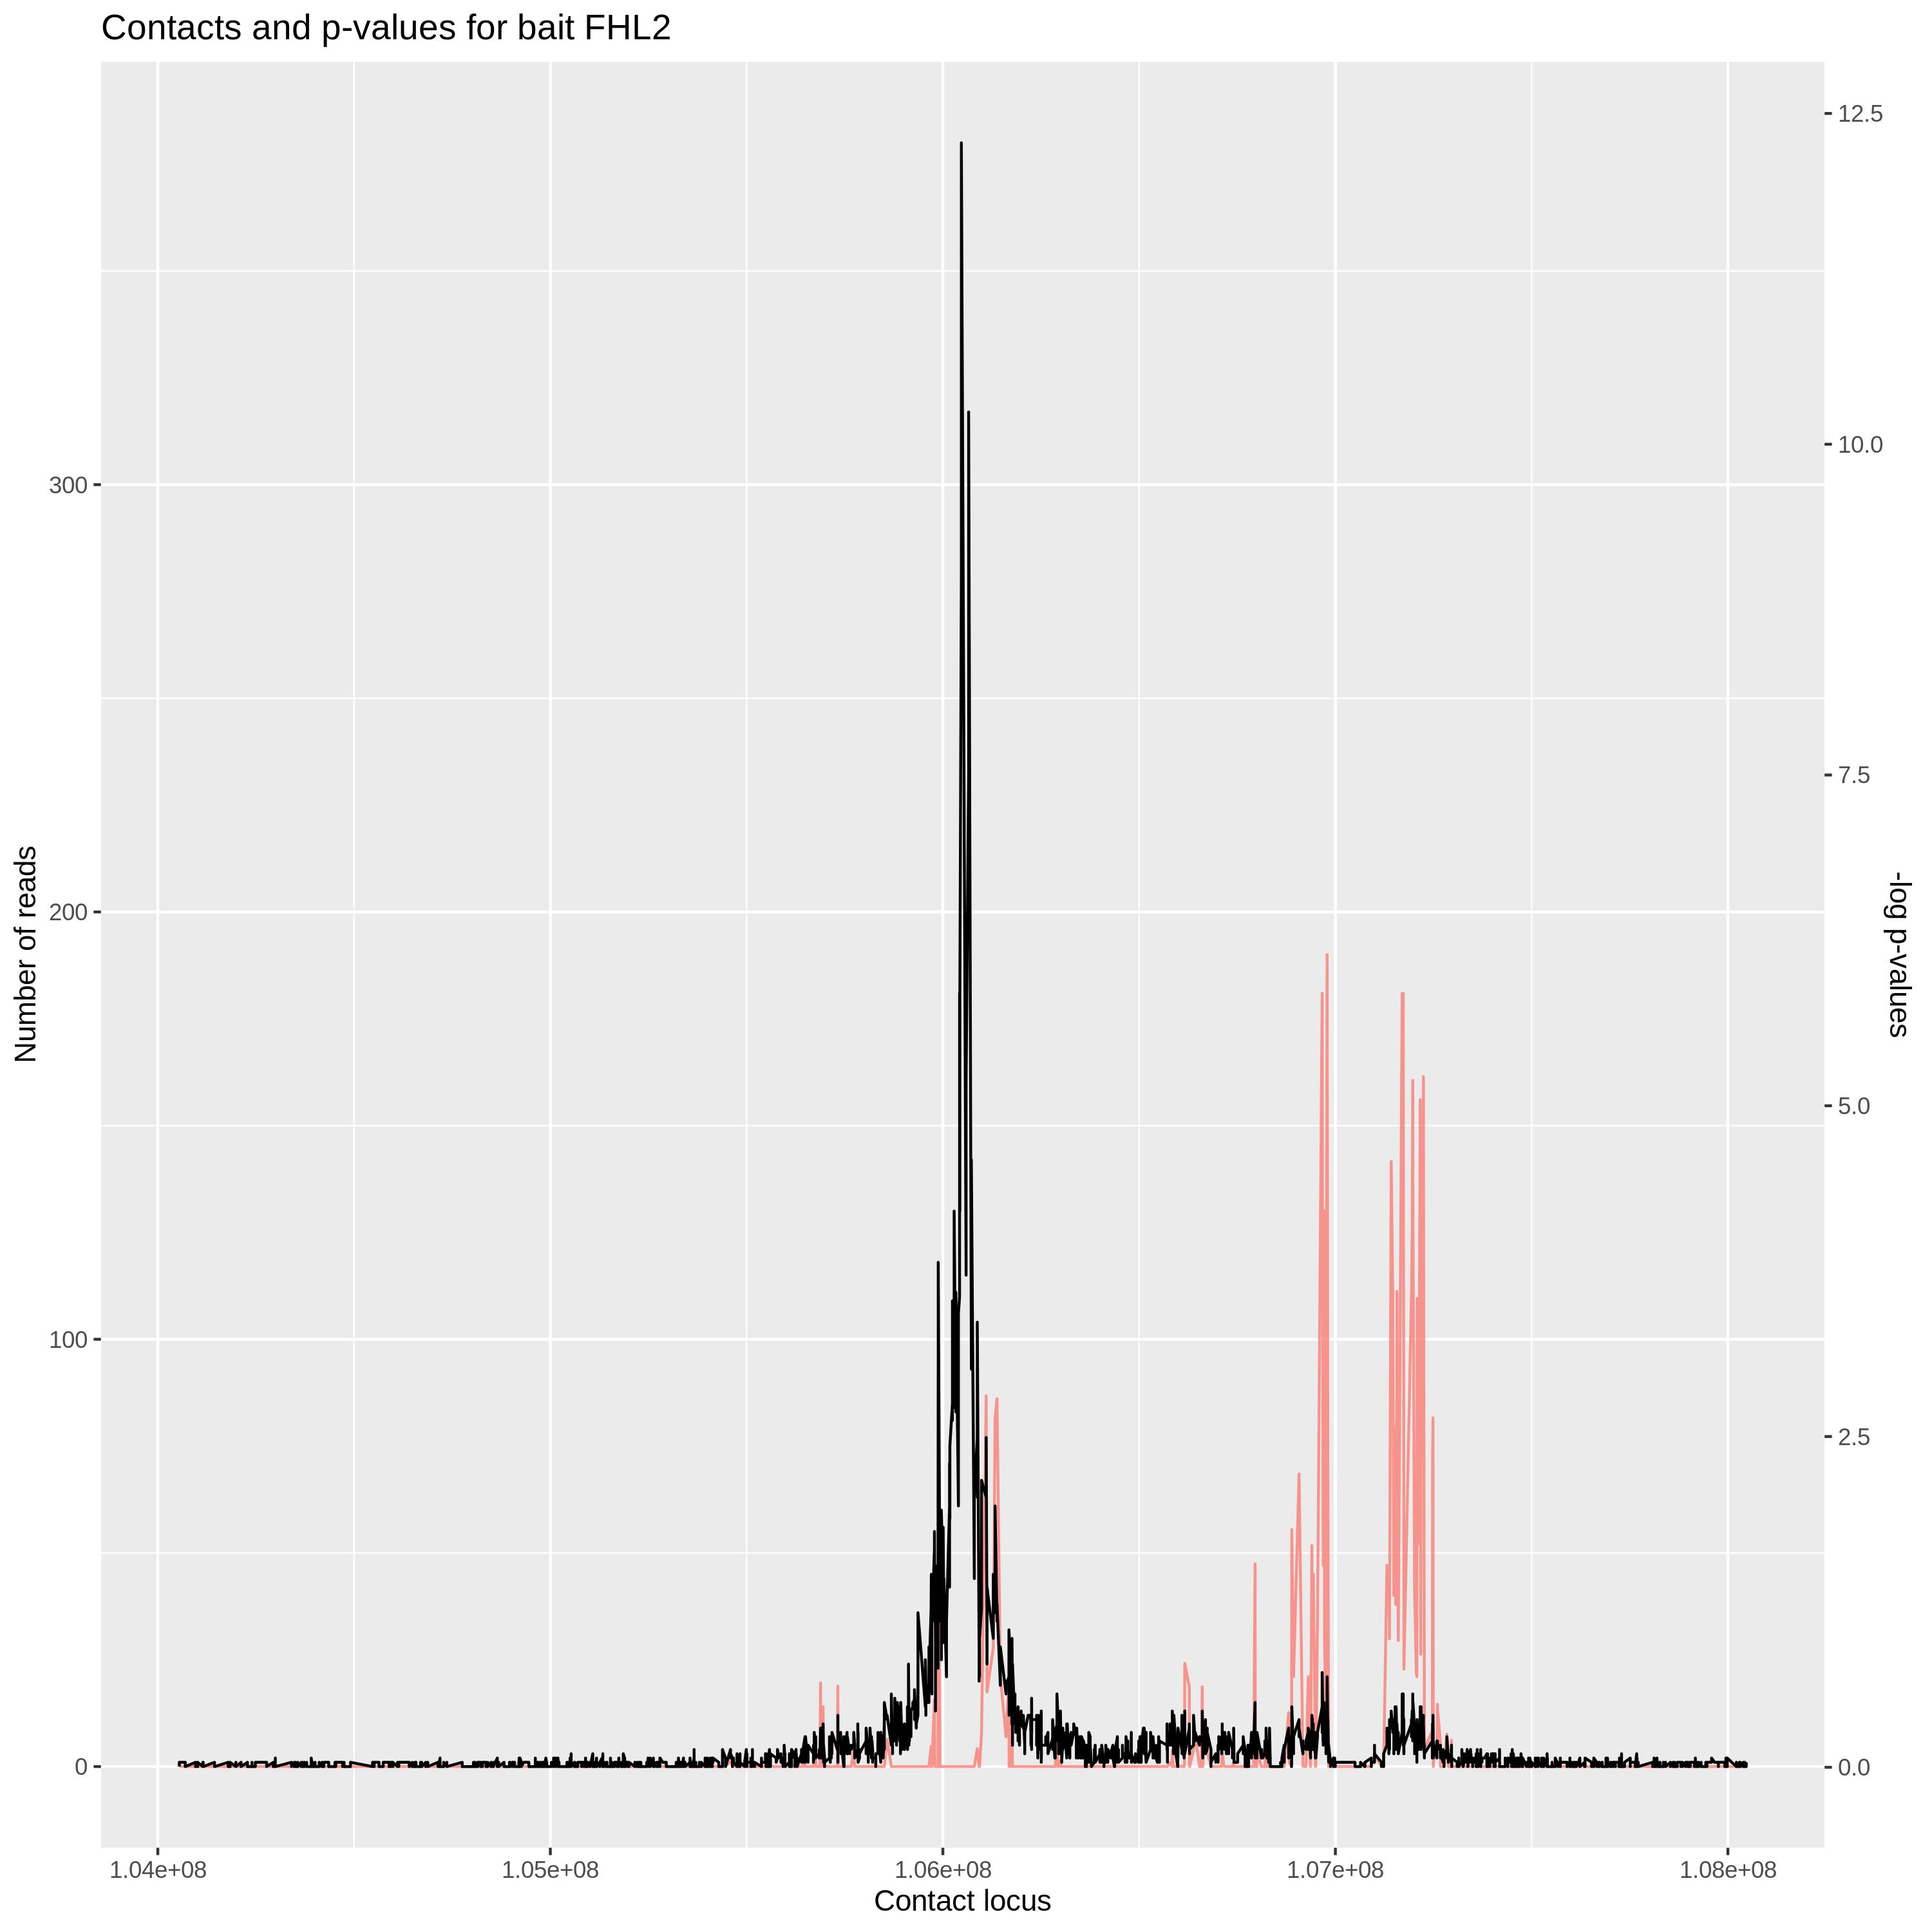 Contacts and p-values for bait FHL2
12.5
10.0
7.5
5.0
2.5
0.0
300
200
100
0
Number of reads
-log p-values
1.04e+08
1.05e+08
1.06e+08
1.07e+08
1.08e+08
Contact locus